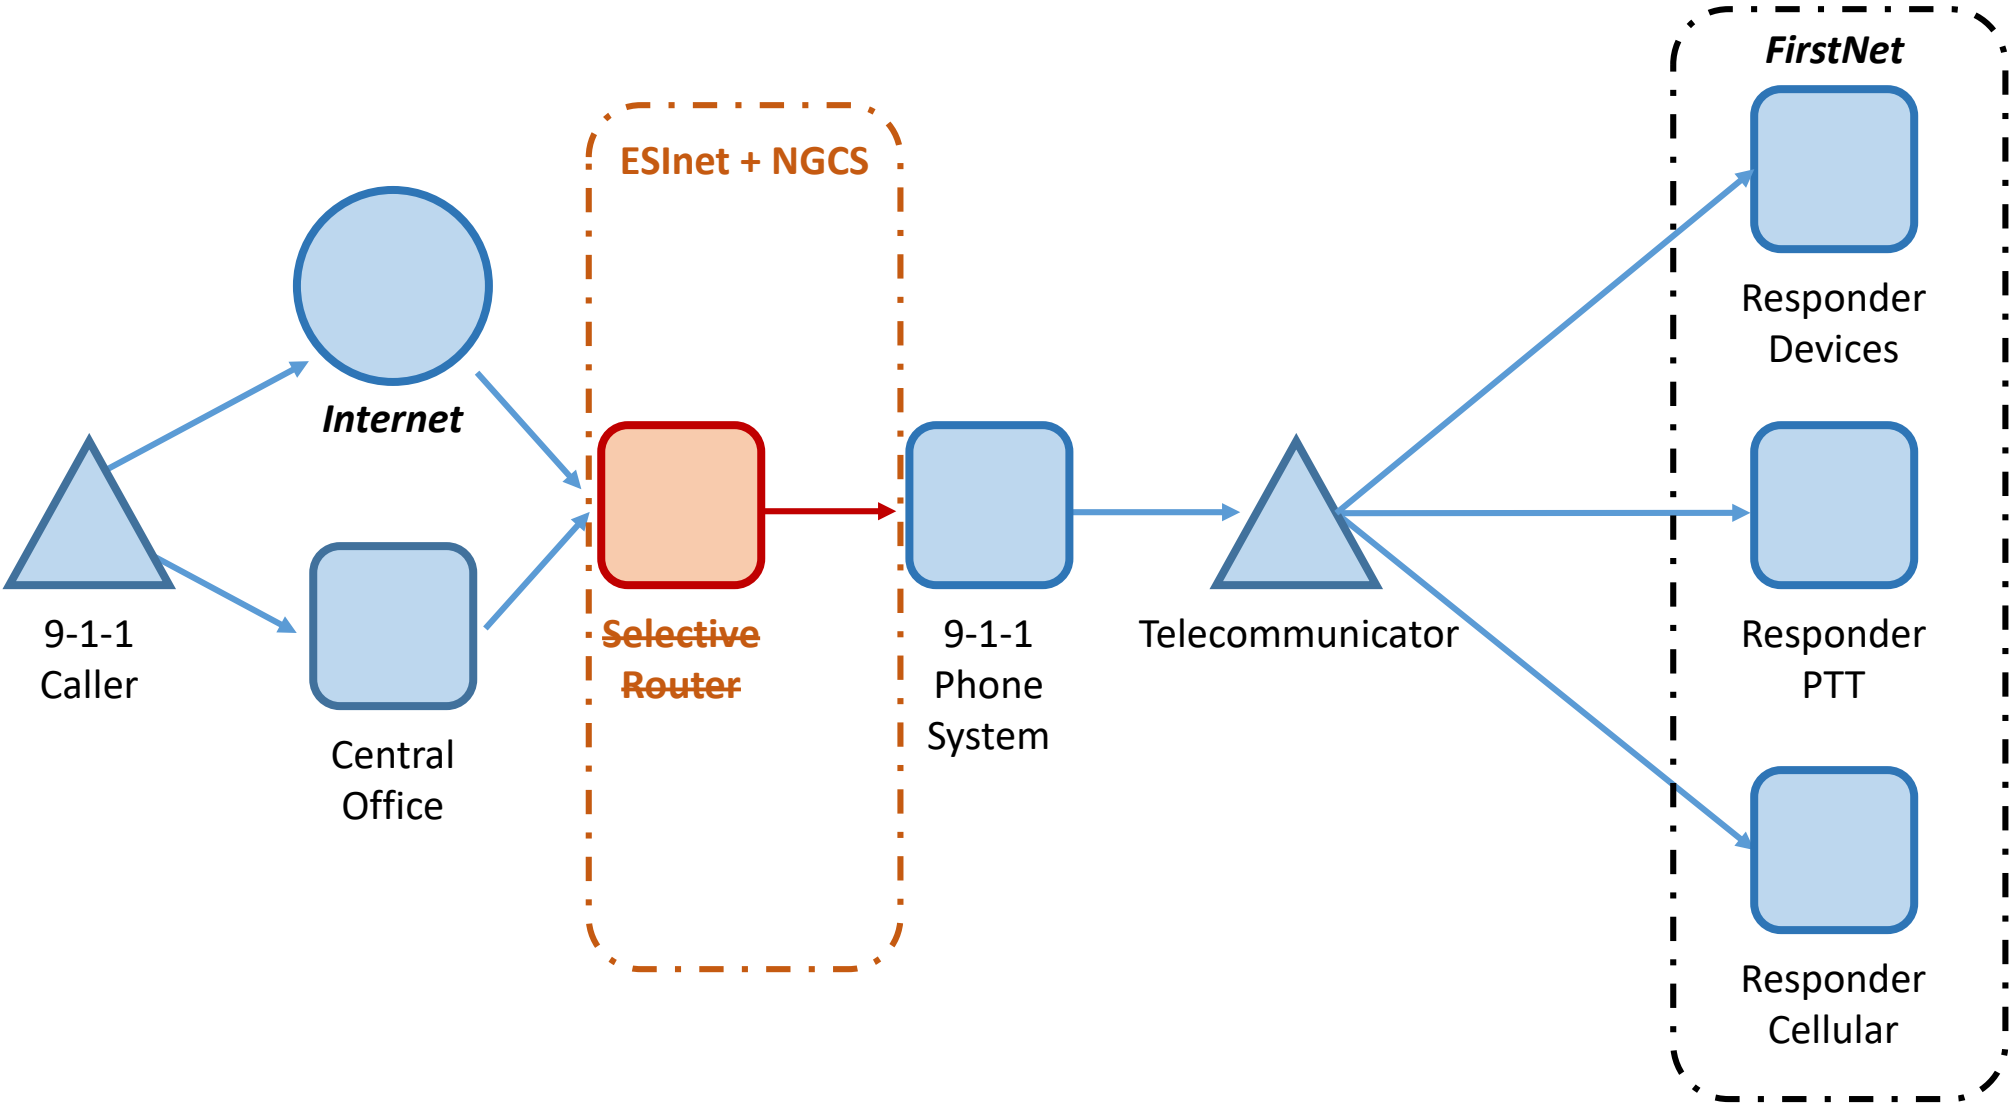 FirstNet
ESInet + NGCS
Internet
9-1-1
Caller
Central
Office
Selective
Router
9-1-1
Phone
System
Telecommunicator
Responder
Devices
Responder
PTT
Responder
Cellular